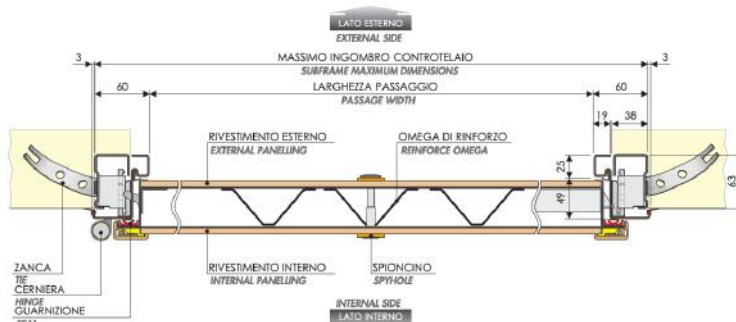 LATO ESTERNO
EXTERNAL SIDE
3
MASSIMO INGOMBRO CONTROTELAIO
3
SUBFRAME MAXIMUM DIMENSIONS
60
LARGHEZZA PASSAGGIO
60
PASSAGE WIDTH
19
38
RIVESTIMENTO ESTERNO
OMEGA DI RINFORZO
EXTERNAL PANELLING
REINFORCE OMEGA
25
63
49
ZANCA
RIVESTIMENTO INTERNO
SPIONCINO
TIE
INTERNAL PANELLING
SPYHOLE
CERNIERA
HINGE
INTERNAL SIDE
GUARNIZIONE
LATO INTERNO